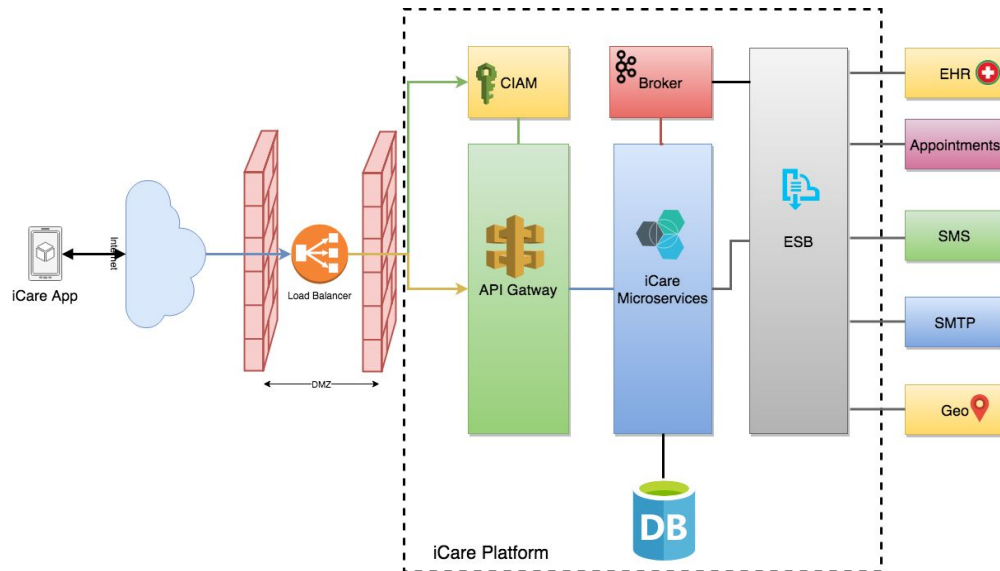 iCare App
Internet
Load Balancer
DMZ
CIAM
API Gatway
Broker
iCare
Microservices
ESB
DB
iCare Platform
EHR
Appointments
SMS
SMTP
Geo